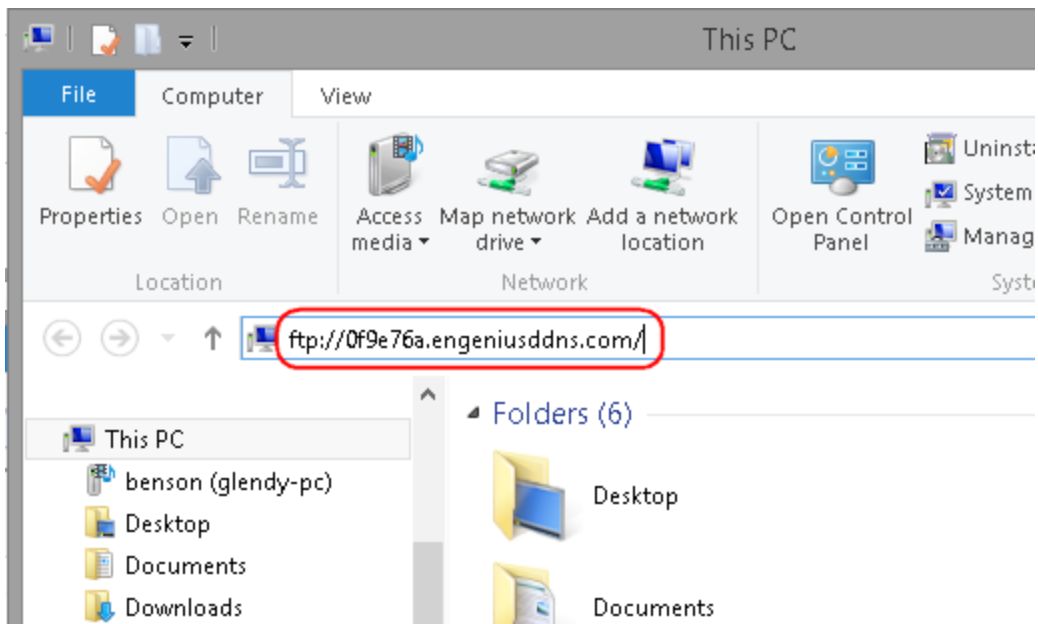 This PC
File Computer View
Properties Open Rename Access media Map network drive Add a network location Open Control Panel
System
Location Network
ftp://0f9e76a.engeniusddns.com/
Folders (6)
This PC
benson (glendy-pc)
Desktop
Documents
Downloads
Desktop
Documents